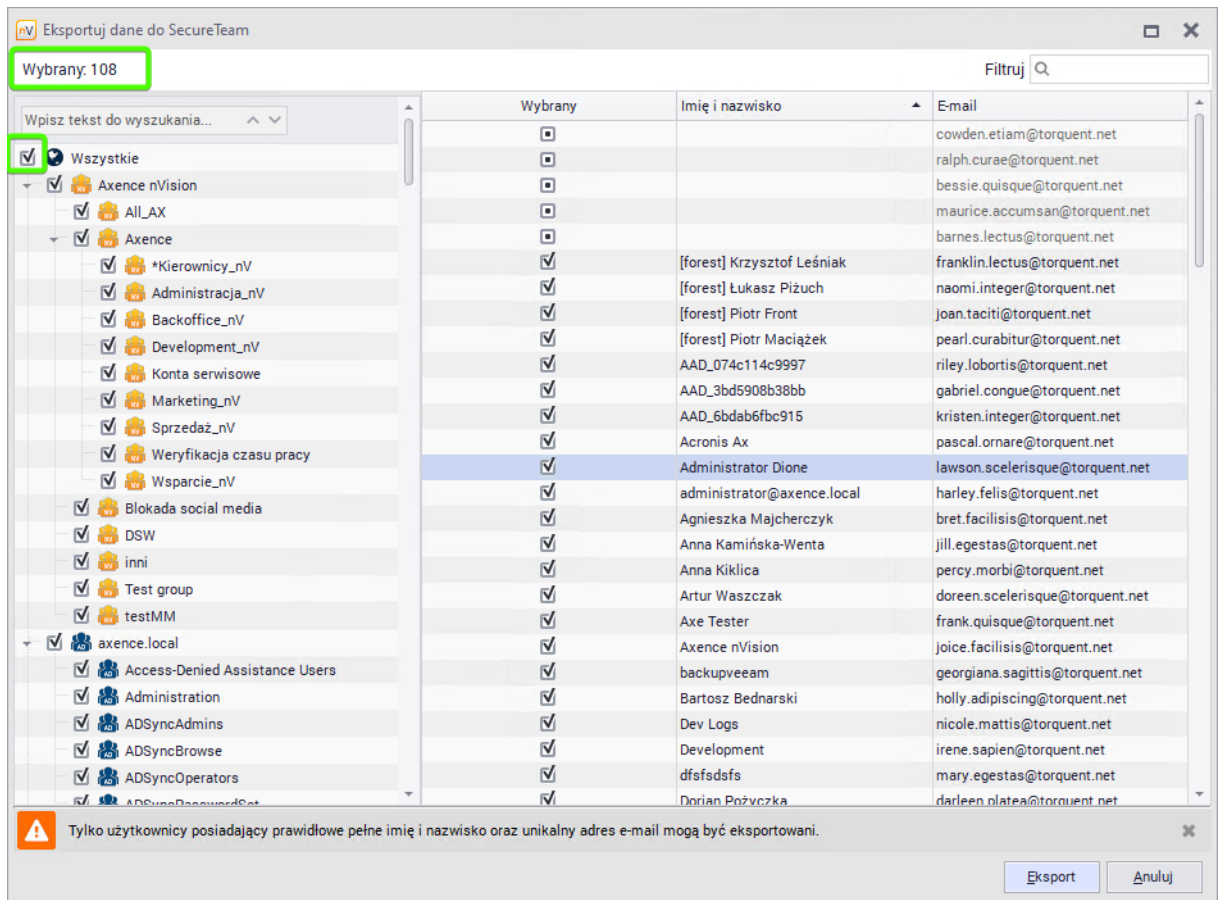 nV Eksportuj dane do SecureTeam
Wybrany: 108
Filtruj
Wpisz tekst do wyszukania...
Wszystkie
Axence nVision
All_AX
Axence
*Kierownicy_nV
Administracja_nV
Backoffice_nV
Development_nV
Konta serwisowe
Marketing_nV
Sprzedaż_nV
Weryfikacja czasu pracy
Wsparcie_nV
Blokada social media
DSW
inni
Test group
testMM
axence.local
Access-Denied Assistance Users
Administration
ADSyncAdmins
ADSyncBrowse
ADSyncOperators
ADSyncPasswordSet
Wybrany Imię i nazwisko E-mail
cowden.etiam@torquent.net
ralph.curae@torquent.net
bessie.quisque@torquent.net
maurice.accumsan@torquent.net
barnes.lectus@torquent.net
[forest] Krzysztof Leśniak franklin.lectus@torquent.net
[forest] Łukasz Piżuch naomi.integer@torquent.net
[forest] Piotr Front joan.taciti@torquent.net
[forest] Piotr Maciążek pearl.curabitur@torquent.net
AAD_074c114c9997 riley.lobortis@torquent.net
AAD_3bd5908b38bb gabriel.congue@torquent.net
AAD_6bdab6fbc915 kristen.integer@torquent.net
Acronis Ax pascal.ornare@torquent.net
Administrator Dione lawson.scelerisque@torquent.net
administrator@axence.local harley.felis@torquent.net
Agnieszka Majcherczyk bret.facilisis@torquent.net
Anna Kamińska-Wenta jill.egestas@torquent.net
Anna Kiklica percy.morbi@torquent.net
Artur Waszczak doreen.scelerisque@torquent.net
Axe Tester frank.quisque@torquent.net
Axence nVision joice.facilisis@torquent.net
backupveeam georgiana.sagittis@torquent.net
Bartosz Bednarski holly.adipiscing@torquent.net
Dev Logs nicole.mattis@torquent.net
Development irene.sapien@torquent.net
dfsfsdsfs mary.egestas@torquent.net
Dorian Pożyczka darleen.platea@torquent.net
Tylko użytkownicy posiadający prawidłowe pełne imię i nazwisko oraz unikalny adres e-mail mogą być eksportowani.
Eksport Anuluj